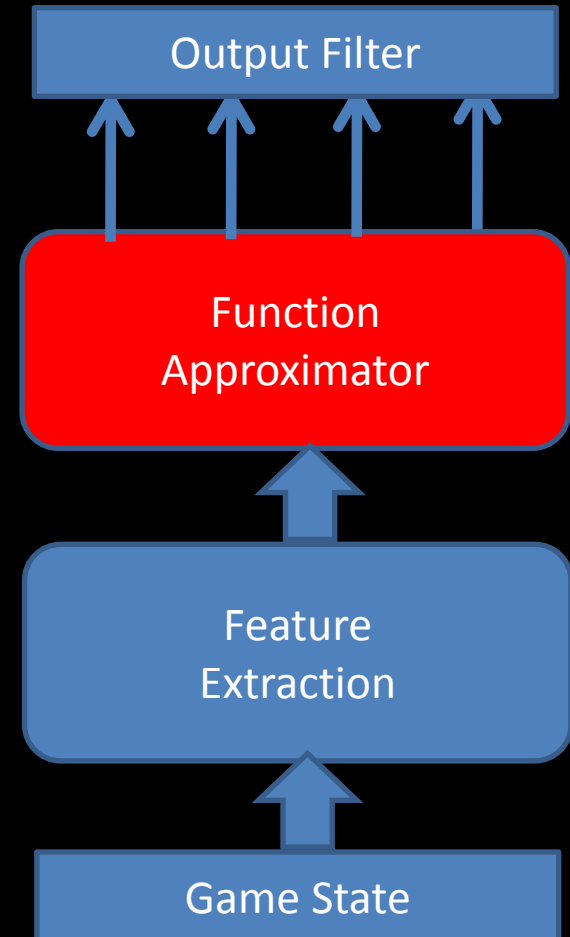 Output Filter
Function
Approximator
Feature
Extraction
Game State